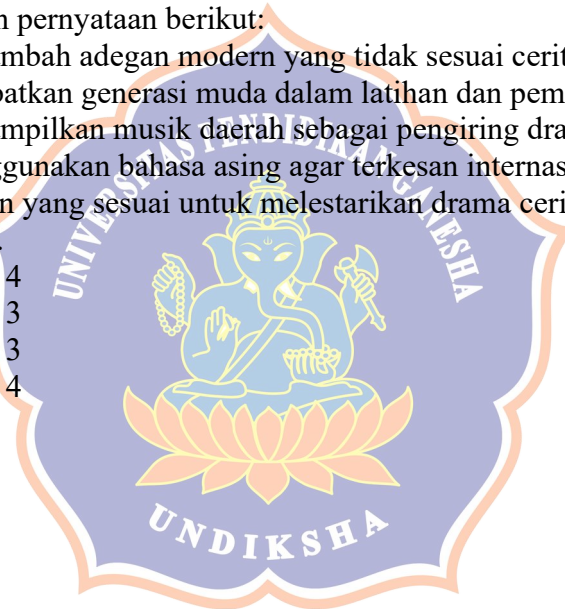 n pernyataan berikut:
mbah adegan modern yang tidak sesuai cerit
patkan generasi muda dalam latihan dan pem
mpilkan musik daerah sebagai pengiring dra
ggunakan bahasa asing agar terkesan internas
n yang sesuai untuk melestarikan drama ceri
.
4
3
3
4
UNIVERSITAS PENDIDIKAN GANESHA
UNDIKSHA